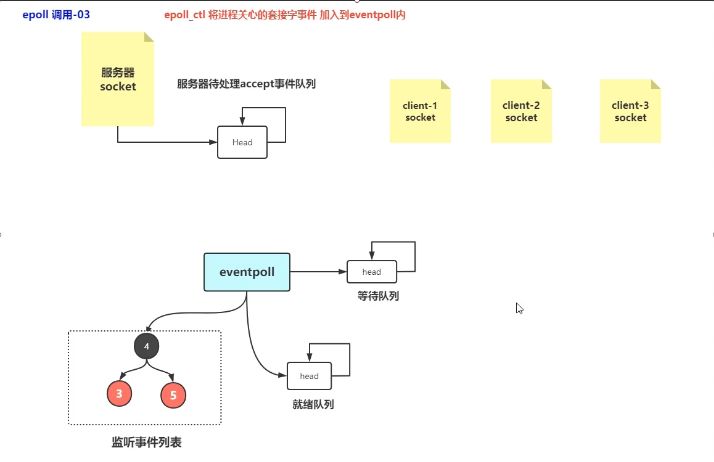 epoll 调用-03
epoll_ctl 将进程关心的套接字事件 加入到eventpoll内
服务器
socket
服务器待处理accept事件队列
Head
client-1
socket
client-2
socket
client-3
socket
eventpoll
head
等待队列
4
3
5
head
就绪队列
监听事件列表